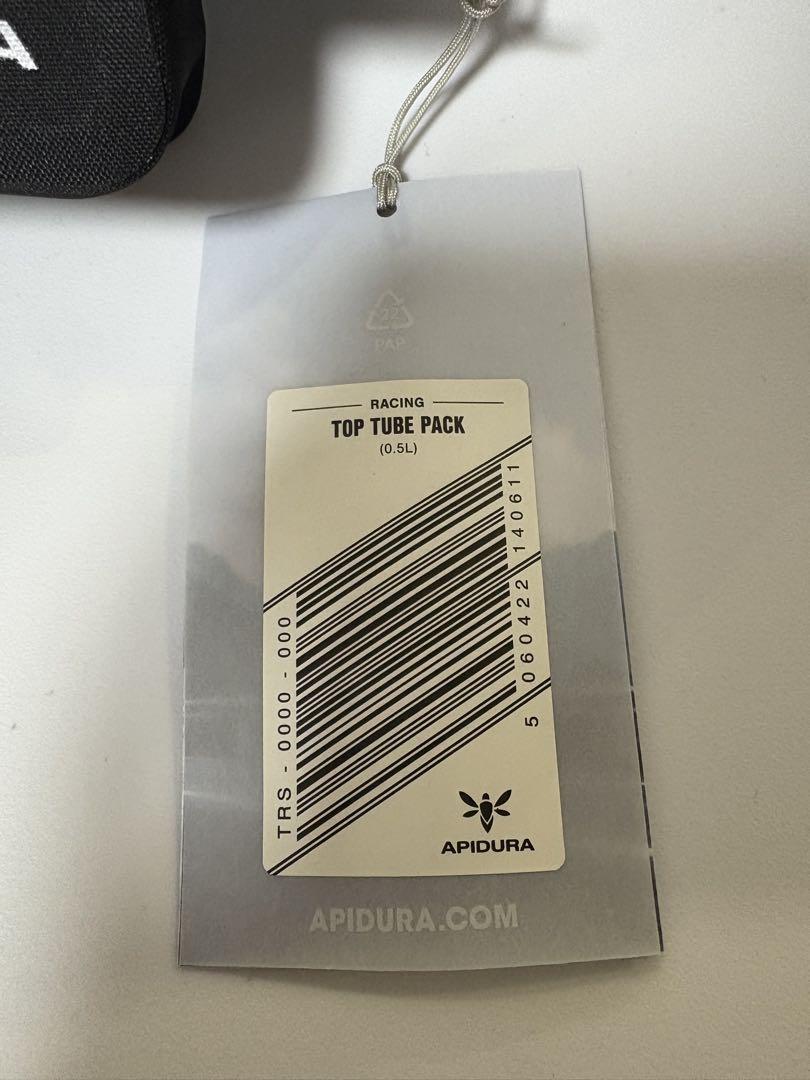 A
22
PAP
RACING
TOP TUBE PACK
(0.5L)
TRS - 0000 - 000
5 060422 140611
APIDURA
APIDURA.COM